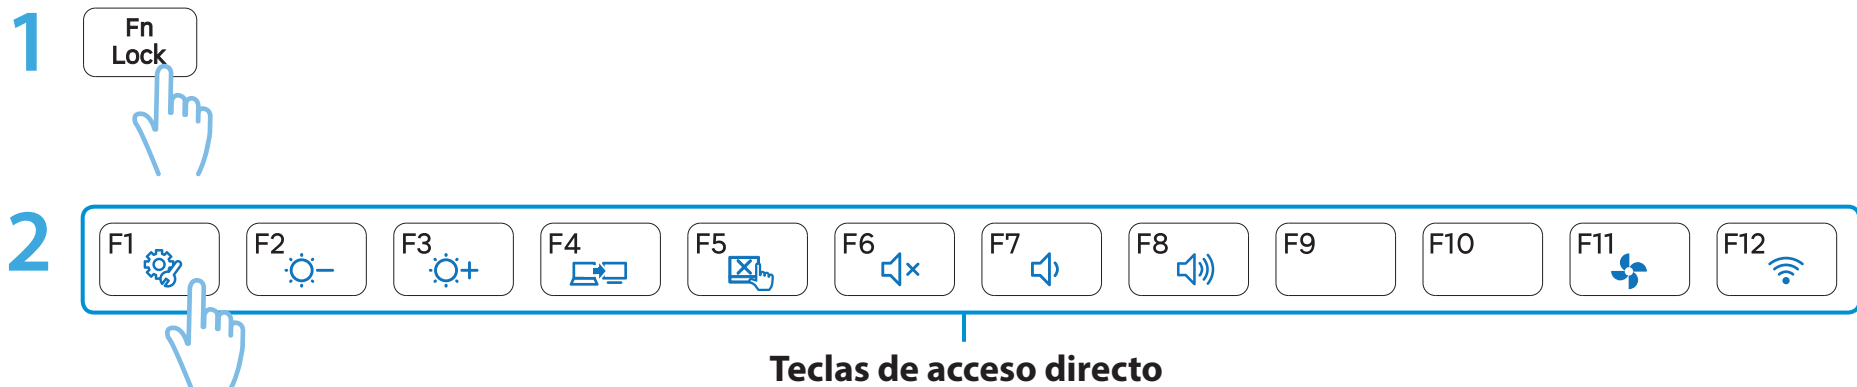 1
Fn
Lock
2
F1 F2 F3 F4 F5 F6 F7 F8 F9 F10 F11 F12
Teclas de acceso directo